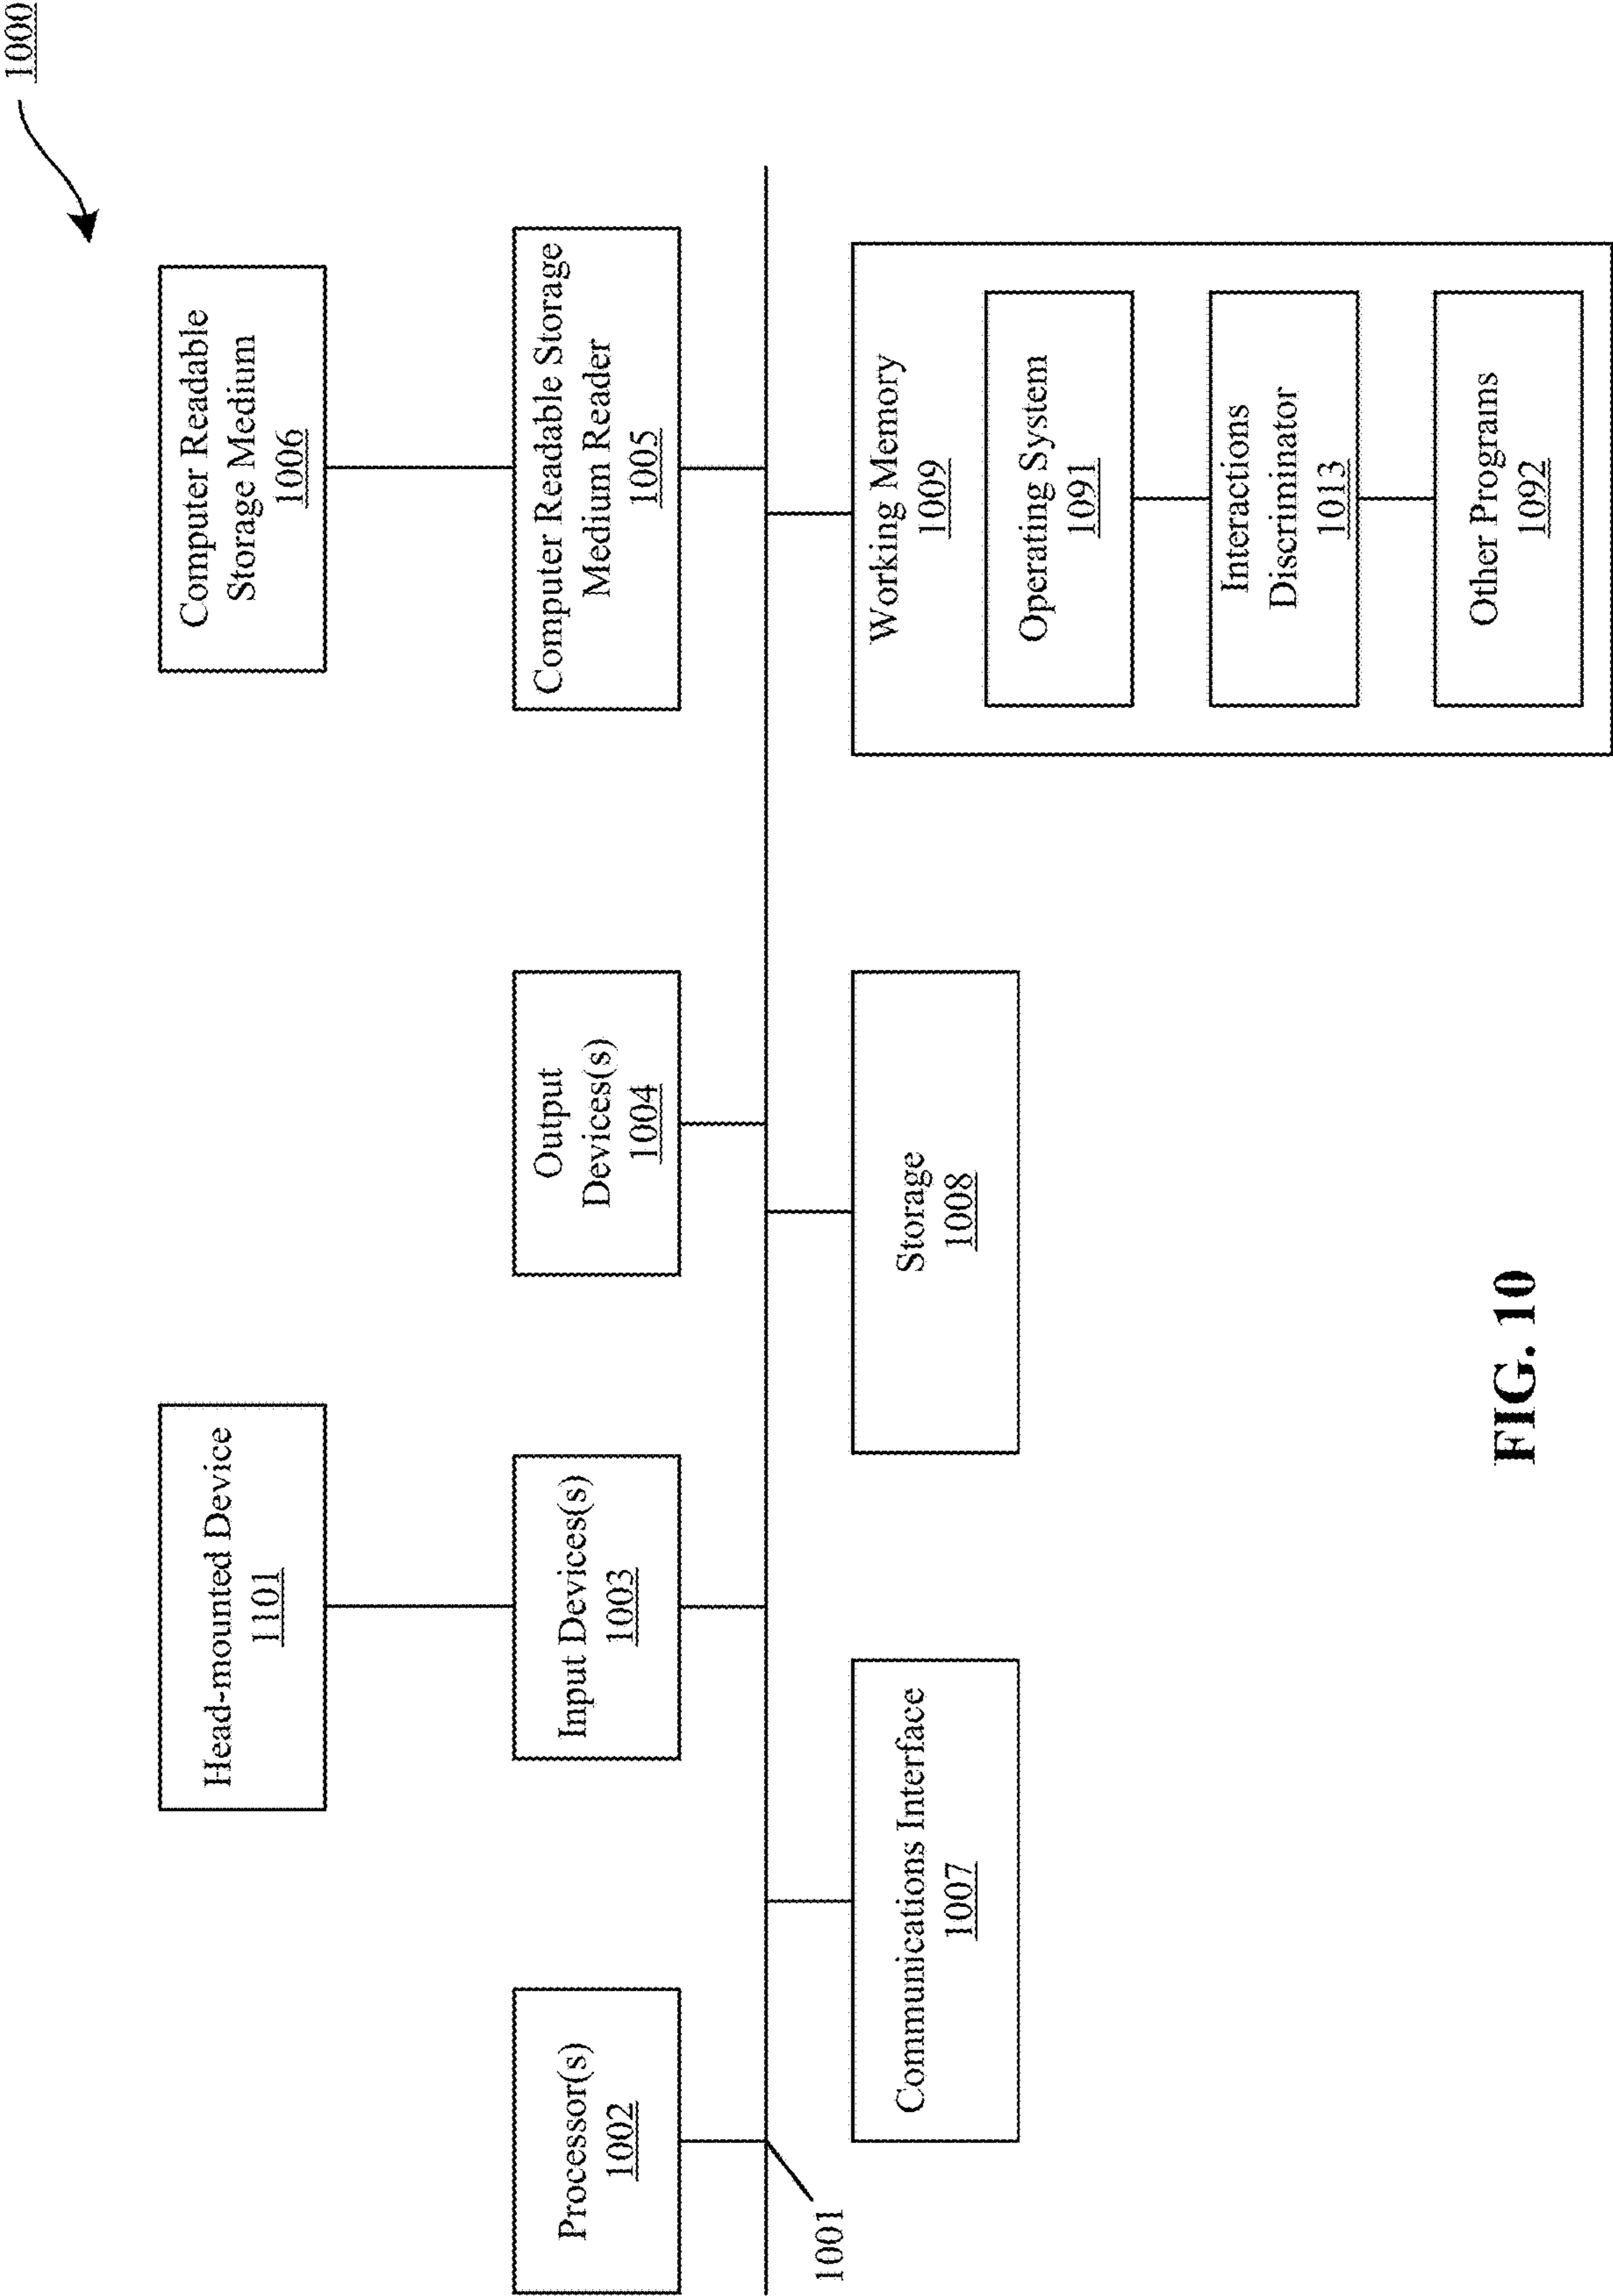 1000
Head-mounted Device
1101
Computer Readable
Storage Medium
1006
Processor(s)
1002
Input Devices(s)
1003
Output
Devices(s)
1004
Computer Readable Storage
Medium Reader
1005
1001
Communications Interface
1007
Storage
1008
Working Memory
1009
Operating System
1091
Interactions
Discriminator
1013
Other Programs
1092
FIG. 10